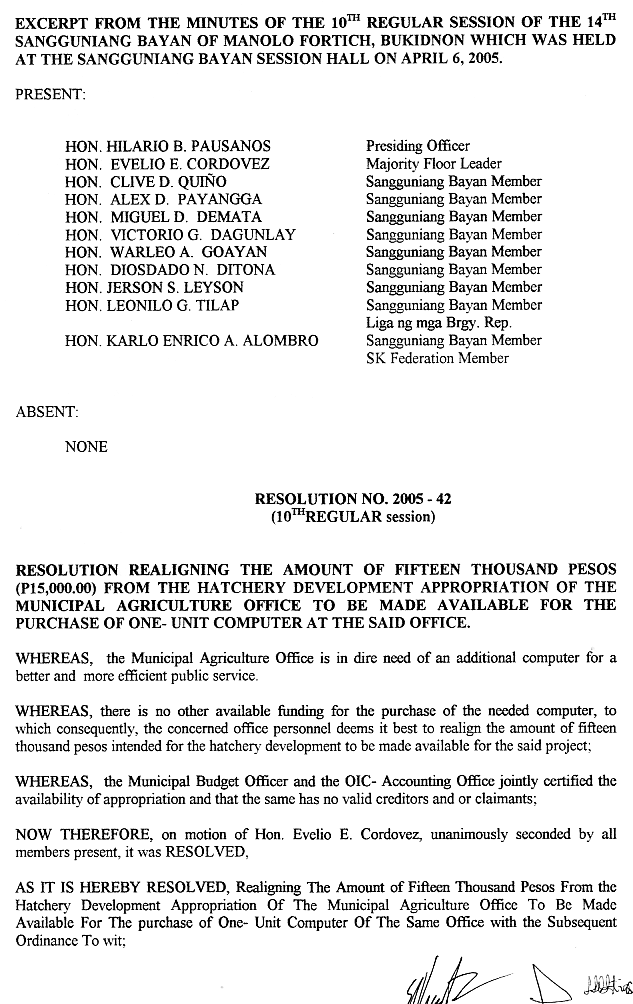 EXCERPT FROM THE MINUTES OF THE 10TH REGULAR SESSION OF THE 14TH
SANGGUNIANG BAYAN OF MANOLO FORTICH, BUKIDNON WHICH WAS HELD
AT THE SANGGUNIANG BAYAN SESSION HALL ON APRIL 6, 2005.
PRESENT:
HON. HILARIO B. PAUSANOS Presiding Officer
HON. EVELIO E. CORDOVEZ Majority Floor Leader
HON. CLIVE D. QUIÑO Sangguniang Bayan Member
HON. ALEX D. PAYANGGA Sangguniang Bayan Member
HON. MIGUEL D. DEMATA Sangguniang Bayan Member
HON. VICTORIO G. DAGUNLAY Sangguniang Bayan Member
HON. WARLEO A. GOAYAN Sangguniang Bayan Member
HON. DIOSDADO N. DITONA Sangguniang Bayan Member
HON. JERSON S. LEYSON Sangguniang Bayan Member
HON. LEONILO G. TILAP Sangguniang Bayan Member
Liga ng mga Brgy. Rep.
HON. KARLO ENRICO A. ALOMBRO Sangguniang Bayan Member
SK Federation Member
ABSENT:
NONE
RESOLUTION NO. 2005 - 42
(10THREGULAR session)
RESOLUTION REALIGNING THE AMOUNT OF FIFTEEN THOUSAND PESOS
(P15,000.00) FROM THE HATCHERY DEVELOPMENT APPROPRIATION OF THE
MUNICIPAL AGRICULTURE OFFICE TO BE MADE AVAILABLE FOR THE
PURCHASE OF ONE- UNIT COMPUTER AT THE SAID OFFICE.
WHEREAS, the Municipal Agriculture Office is in dire need of an additional computer for a
better and more efficient public service.
WHEREAS, there is no other available funding for the purchase of the needed computer, to
which consequently, the concerned office personnel deems it best to realign the amount of fifteen
thousand pesos intended for the hatchery development to be made available for the said project;
WHEREAS, the Municipal Budget Officer and the OIC- Accounting Office jointly certified the
availability of appropriation and that the same has no valid creditors and or claimants;
NOW THEREFORE, on motion of Hon. Evelio E. Cordovez, unanimously seconded by all
members present, it was RESOLVED,
AS IT IS HEREBY RESOLVED, Realigning The Amount of Fifteen Thousand Pesos From the
Hatchery Development Appropriation Of The Municipal Agriculture Office To Be Made
Available For The purchase of One- Unit Computer Of The Same Office with the Subsequent
Ordinance To wit;